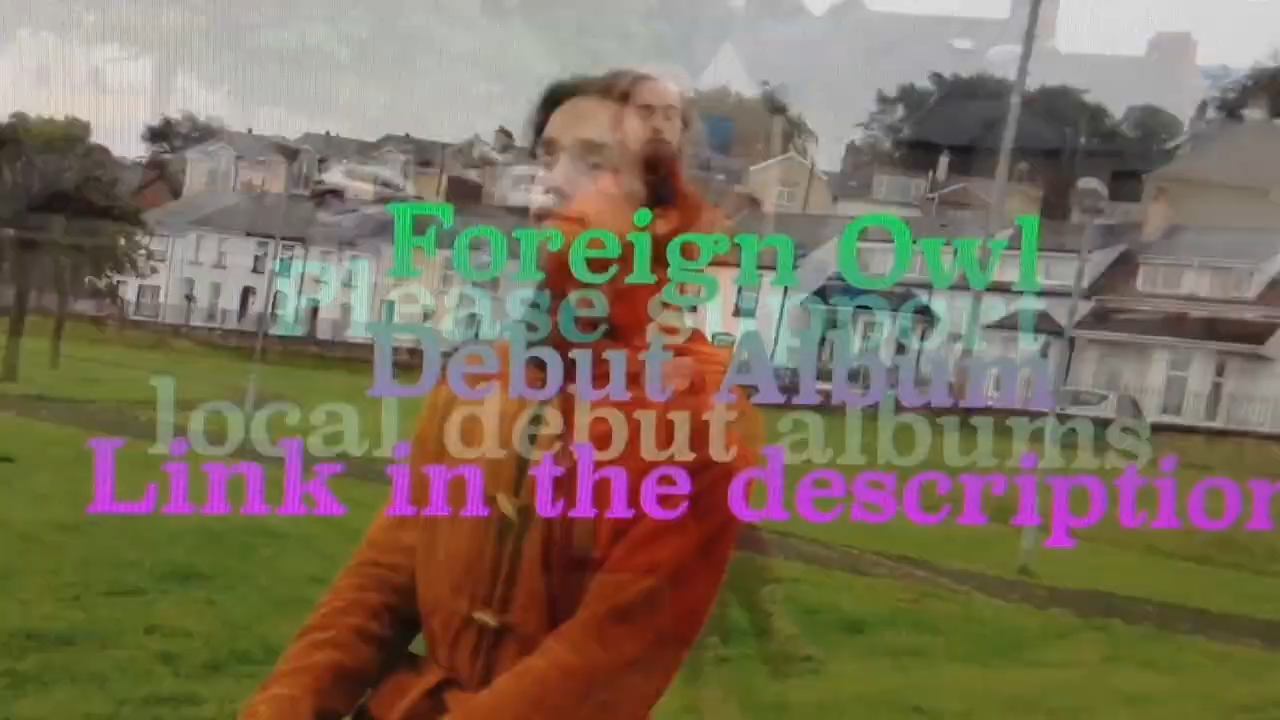 Foreign Owl
Please support
Debut Album
local debut albums
Link in the description